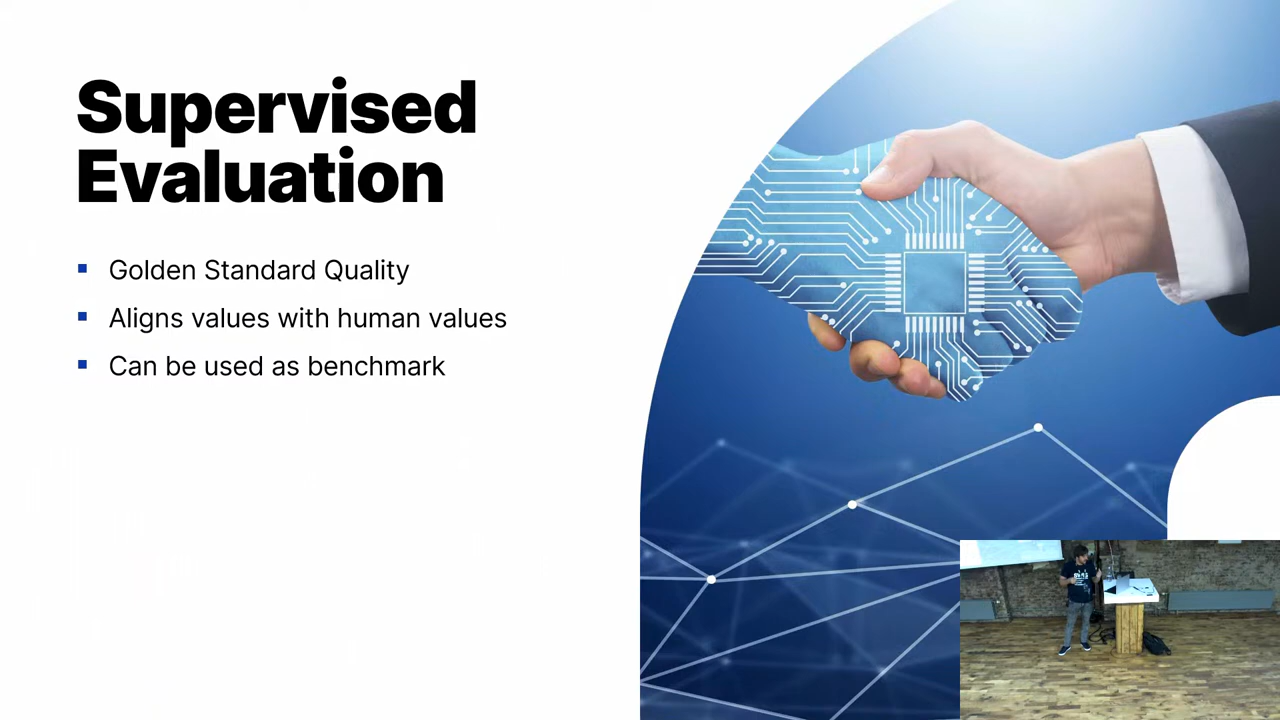 Supervised
Evaluation
Golden Standard Quality
Aligns values with human values
Can be used as benchmark